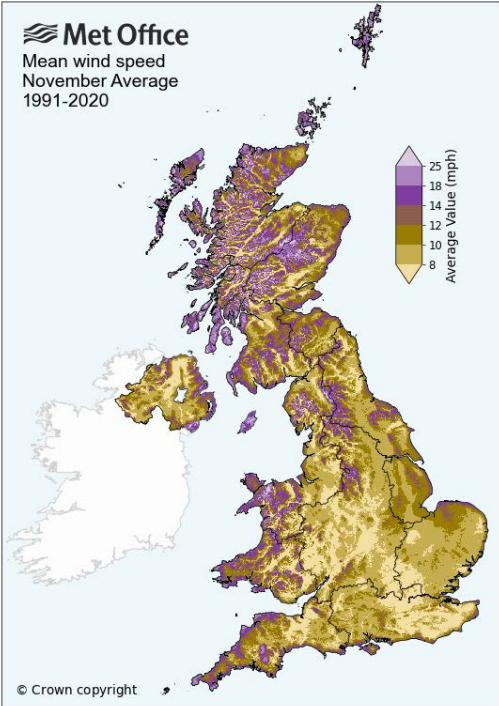 Met Office
Mean wind speed
November Average
1991-2020
25
18
14
12
10
8
Average Value (mph)
© Crown copyright